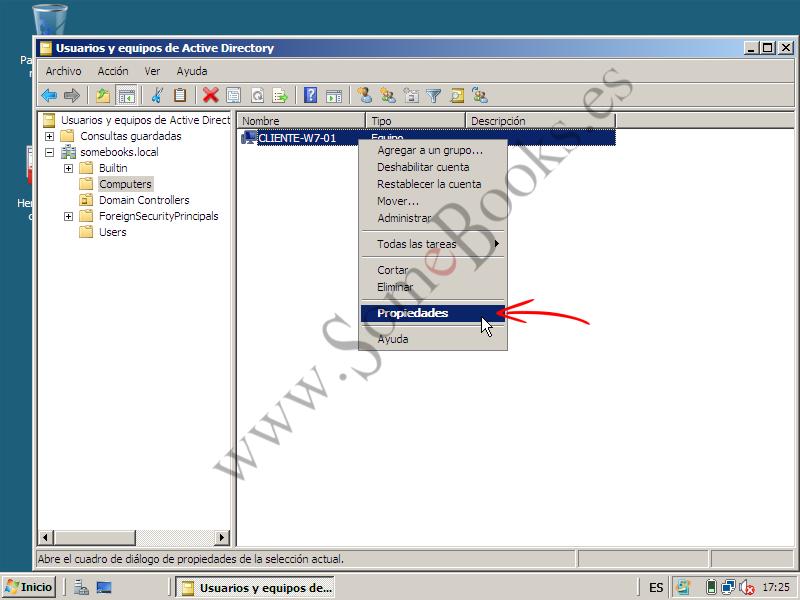 Pa
r
Usuarios y equipos de Active Directory
Archivo Acción Ver Ayuda
Usuarios y equipos de Active Direct
Consultas guardadas
somebooks.local
Builtin
Computers
Domain Controllers
ForeignSecurityPrincipals
Users
Her
c
Nombre Tipo Descripción
CLIENTE-W7-01 Equipo
Agregar a un grupo...
Deshabilitar cuenta
Restablecer la cuenta
Mover...
Administrar
Todas las tareas
Cortar
Eliminar
Propiedades
Ayuda
www.SomeBooks.es
Abre el cuadro de diálogo de propiedades de la selección actual.
Inicio Usuarios y equipos de... ES 17:25